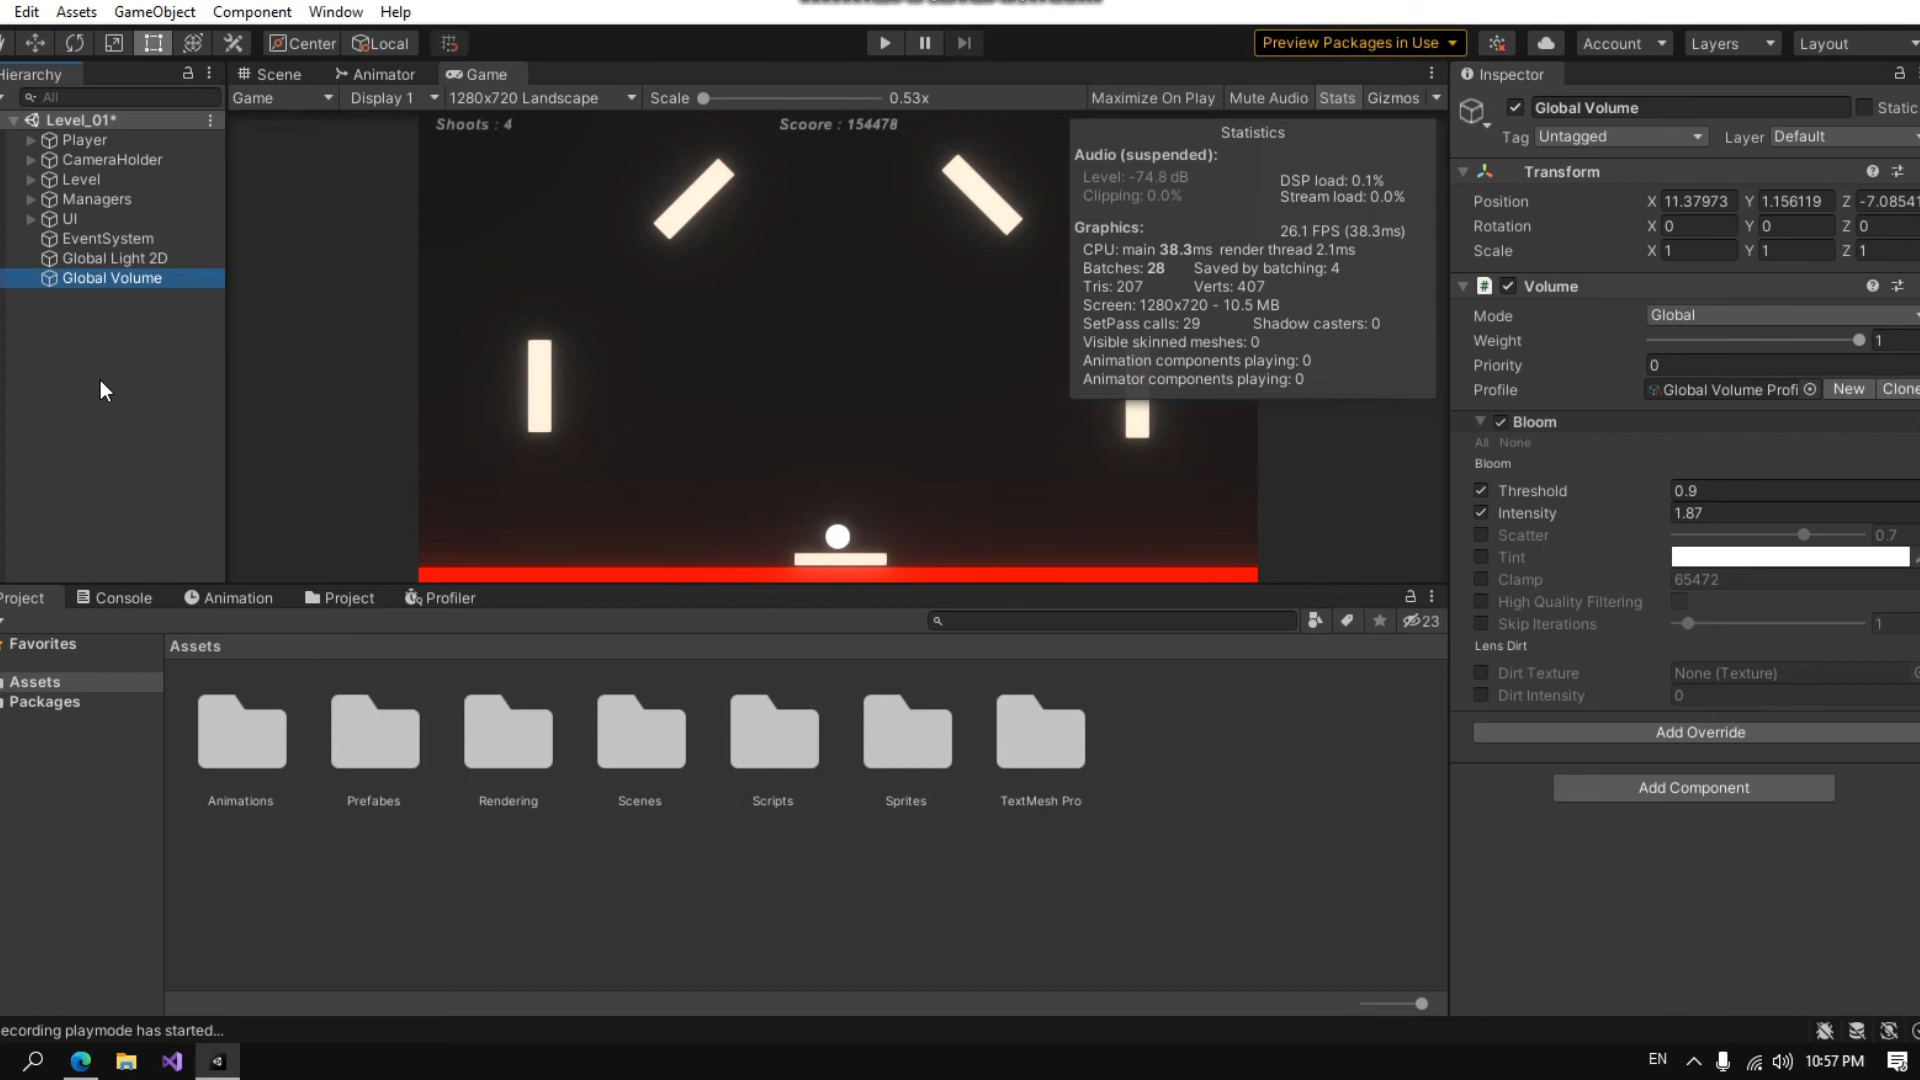 Edit Assets GameObject Component Window Help
Center Local Preview Packages in Use Account Layers Layout
Hierarchy Scene Animator Game Inspector
All Game Display 1 1280x720 Landscape Scale 0.53x Maximize On Play Mute Audio Stats Gizmos
Global Volume Static
Tag Untagged Layer Default
Level_01*
Player
CameraHolder
Level
Managers
UI
EventSystem
Global Light 2D
Global Volume
Shoots : 4 Scoore : 154478
Statistics
Audio (suspended):
Level: -74.8 dB DSP load: 0.1%
Clipping: 0.0% Stream load: 0.0%
Graphics: 26.1 FPS (38.3ms)
CPU: main 38.3ms render thread 2.1ms
Batches: 28 Saved by batching: 4
Tris: 207 Verts: 407
Screen: 1280x720 - 10.5 MB
SetPass calls: 29 Shadow casters: 0
Visible skinned meshes: 0
Animation components playing: 0
Animator components playing: 0
Transform
Position X 11.37973 Y 1.156119 Z -7.08541
Rotation X 0 Y 0 Z 0
Scale X 1 Y 1 Z 1
# Volume
Mode Global
Weight 1
Priority 0
Profile Global Volume Profi New Clone
Bloom
All None
Bloom
Threshold 0.9
Intensity 1.87
Scatter 0.7
Tint
Clamp 65472
High Quality Filtering
Skip Iterations 1
Lens Dirt
Dirt Texture None (Texture)
Dirt Intensity 0
Add Override
Add Component
Project Console Animation Project Profiler
23
Favorites
Assets
Packages
Assets
Animations Prefabes Rendering Scenes Scripts Sprites TextMesh Pro
ecording playmode has started...
EN 10:57 PM